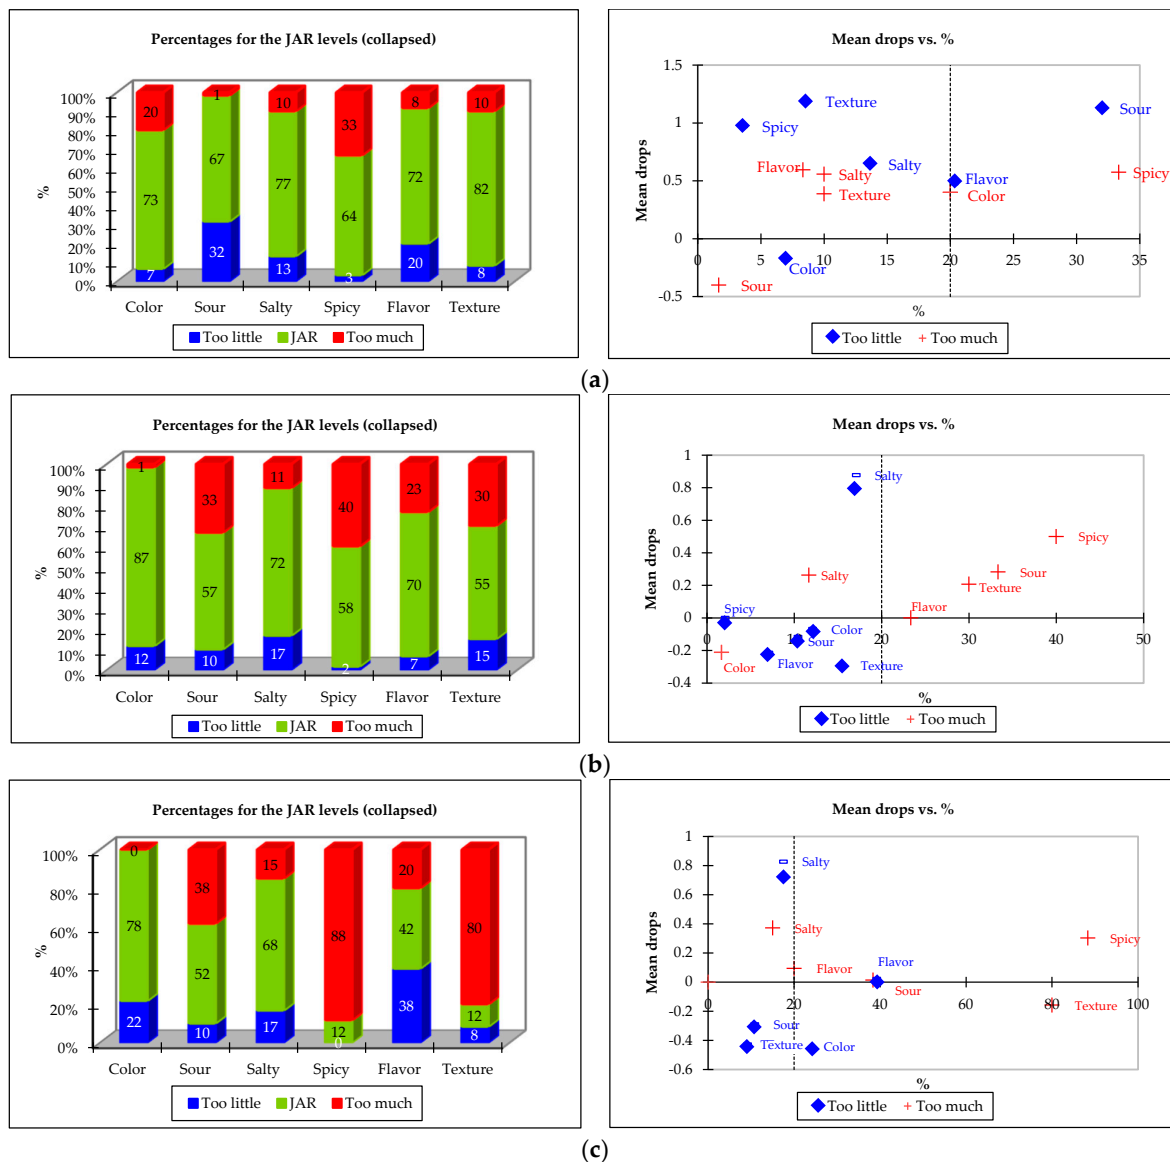 Percentages for the JAR levels (collapsed)
%
100%
90%
80%
70%
60%
50%
40%
30%
20%
10%
0%
20 1 10 33 8 10
73 67 77 64 72 82
7 32 13 3 20 8
Color Sour Salty Spicy Flavor Texture
Too little JAR Too much
Mean drops vs. %
Mean drops
1.5
1
0.5
0
-0.5
Texture
Sour
Spicy
Flavor
Salty
Salty
Flavor
Spicy
Texture
Color
Color
Sour
0 5 10 15 20 25 30 35
%
Too little Too much
(a)
Percentages for the JAR levels (collapsed)
%
100%
90%
80%
70%
60%
50%
40%
30%
20%
10%
0%
1 33 11 40 23 30
87 57 72 58 70 55
12 10 17 2 7 15
Color Sour Salty Spicy Flavor Texture
Too little JAR Too much
Mean drops vs. %
Mean drops
1
0.8
0.6
0.4
0.2
0
-0.2
-0.4
Salty
Spicy
Salty
Sour
Texture
Spicy
Flavor
Color
Sour
Color
Flavor
Texture
0 10 20 30 40 50
%
Too little Too much
(b)
Percentages for the JAR levels (collapsed)
%
100%
80%
60%
40%
20%
0%
0 38 15 88 20 80
78 52 68 12 42 12
22 10 17 0 38 8
Color Sour Salty Spicy Flavor Texture
Too little JAR Too much
Mean drops vs. %
Mean drops
1
0.8
0.6
0.4
0.2
0
-0.2
-0.4
-0.6
Salty
Salty
Spicy
Flavor
Flavor
Sour
Texture
Sour
Texture
Color
0 20 40 60 80 100
%
Too little Too much
(c)